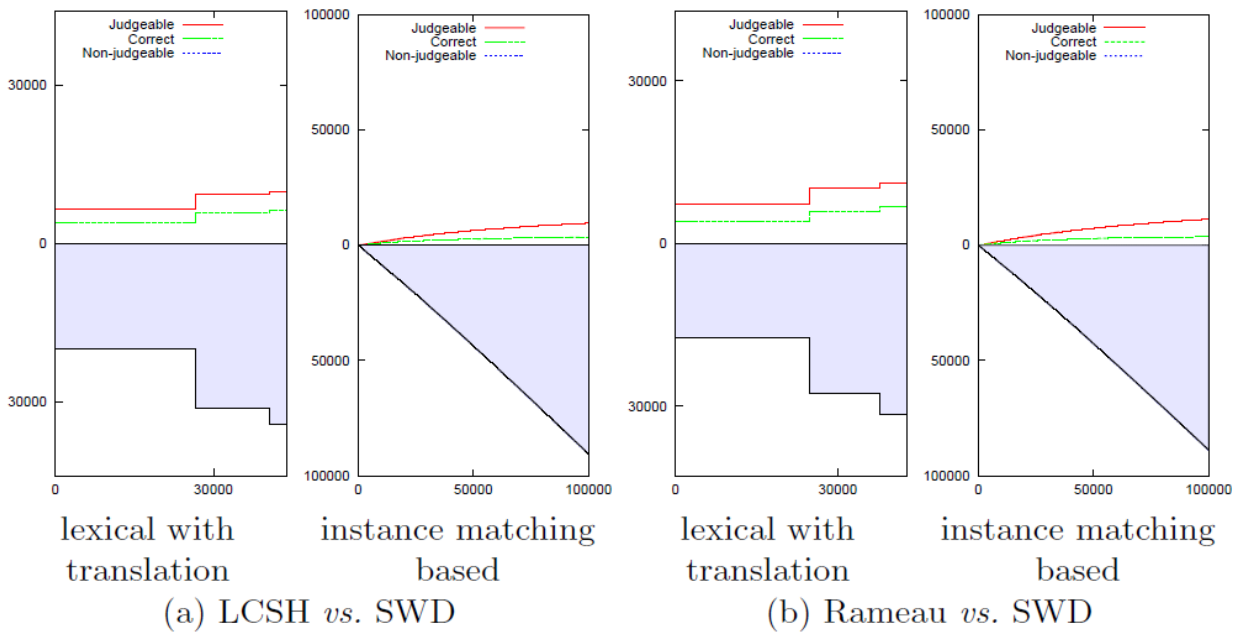 Judgeable
Correct
Non-judgeable
30000
0
30000
0
30000
lexical with
translation
100000
Judgeable
Correct
Non-judgeable
50000
0
50000
100000
0
50000
100000
instance matching
based
(a) LCSH vs. SWD
Judgeable
Correct
Non-judgeable
30000
0
30000
0
30000
lexical with
translation
100000
Judgeable
Correct
Non-judgeable
50000
0
50000
100000
0
50000
100000
instance matching
based
(b) Rameau vs. SWD